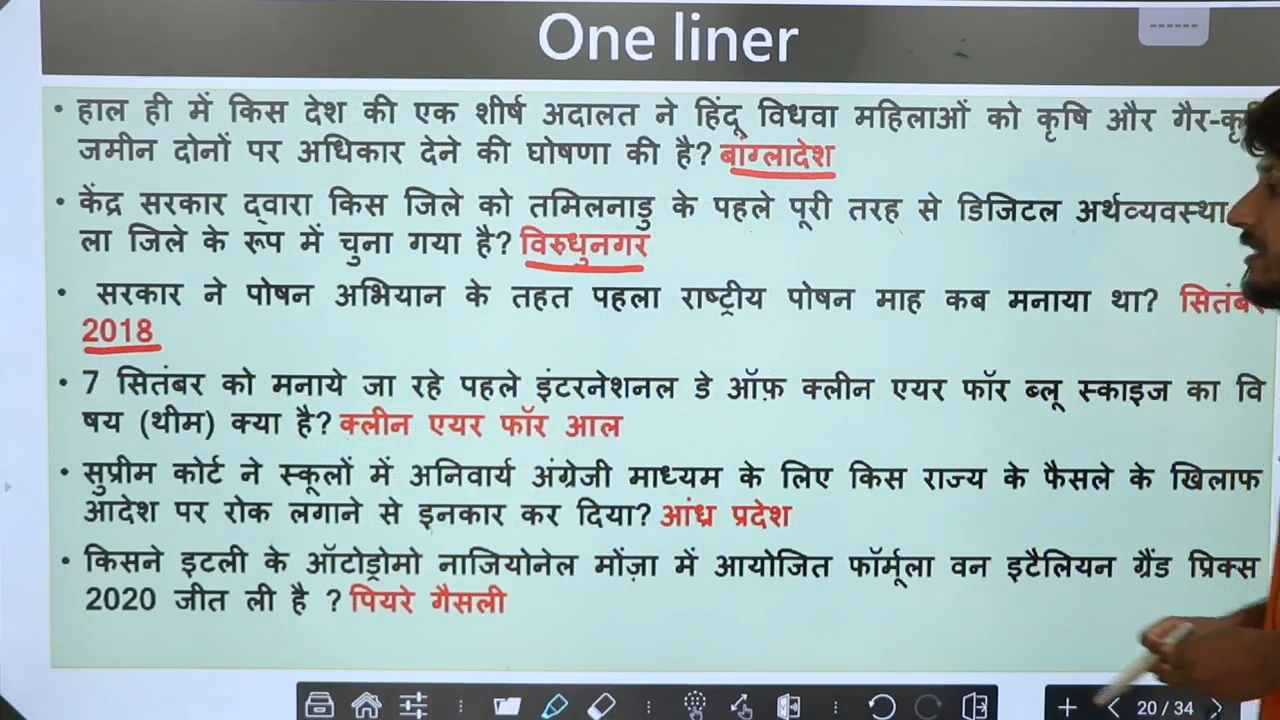 One liner
• हाल ही में किस देश की एक शीर्ष अदालत ने हिंदू विधवा महिलाओं को कृषि और
जमीन दोनों पर अधिकार देने की घोषणा की है? बांग्लादेश
• केंद्र सरकार द्वारा किस जिले को तमिलनाडु के पहले पूरी तरह से डिजिटल अर्थव्यवस्था
ला जिले के रूप में चुना गया है? विरुधुनगर
• सरकार ने पोषन अभियान के तहत पहला राष्ट्रीय पोषन माह कब मनाया था?
2018
• 7 सितंबर को मनाये जा रहे पहले इंटरनेशनल डे ऑफ़ क्लीन एयर फॉर ब्लू स्काइज का वि
षय (थीम) क्या है? क्लीन एयर फॉर आल
• सुप्रीम कोर्ट ने स्कूलों में अनिवार्य अंग्रेजी माध्यम के लिए किस राज्य के फैसले के खिलाफ
आदेश पर रोक लगाने से इनकार कर दिया? आंध्र प्रदेश
• किसने इटली के ऑटोड्रोमो नाजियोनेल मोंज़ा में आयोजित फॉर्मूला वन इटैलियन ग्रैंड प्रिक्स
2020 जीत ली है ? पियरे गैसली
20 / 34